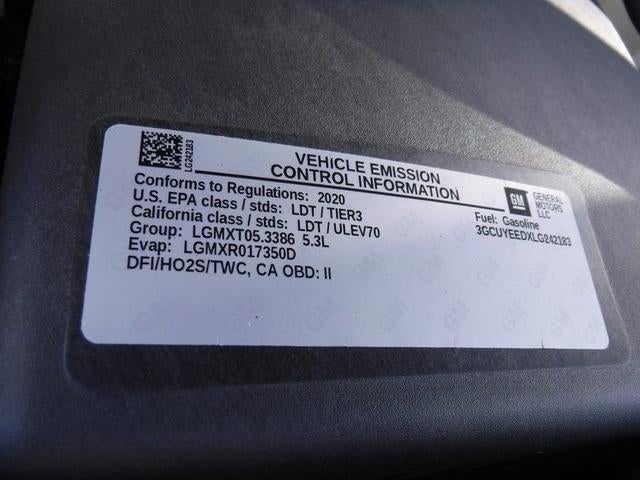 LG242183
VEHICLE EMISSION
CONTROL INFORMATION
Conforms to Regulations: 2020
U.S. EPA class / stds: LDT / TIER3
California class / stds: LDT / ULEV70
Group: LGMXT05.3386 5.3L
Evap: LGMXR017350D
DFI/HO2S/TWC, CA OBD: II
GM
GENERAL
MOTORS
LLC
Fuel: Gasoline
3GCUYEEDXLG242183